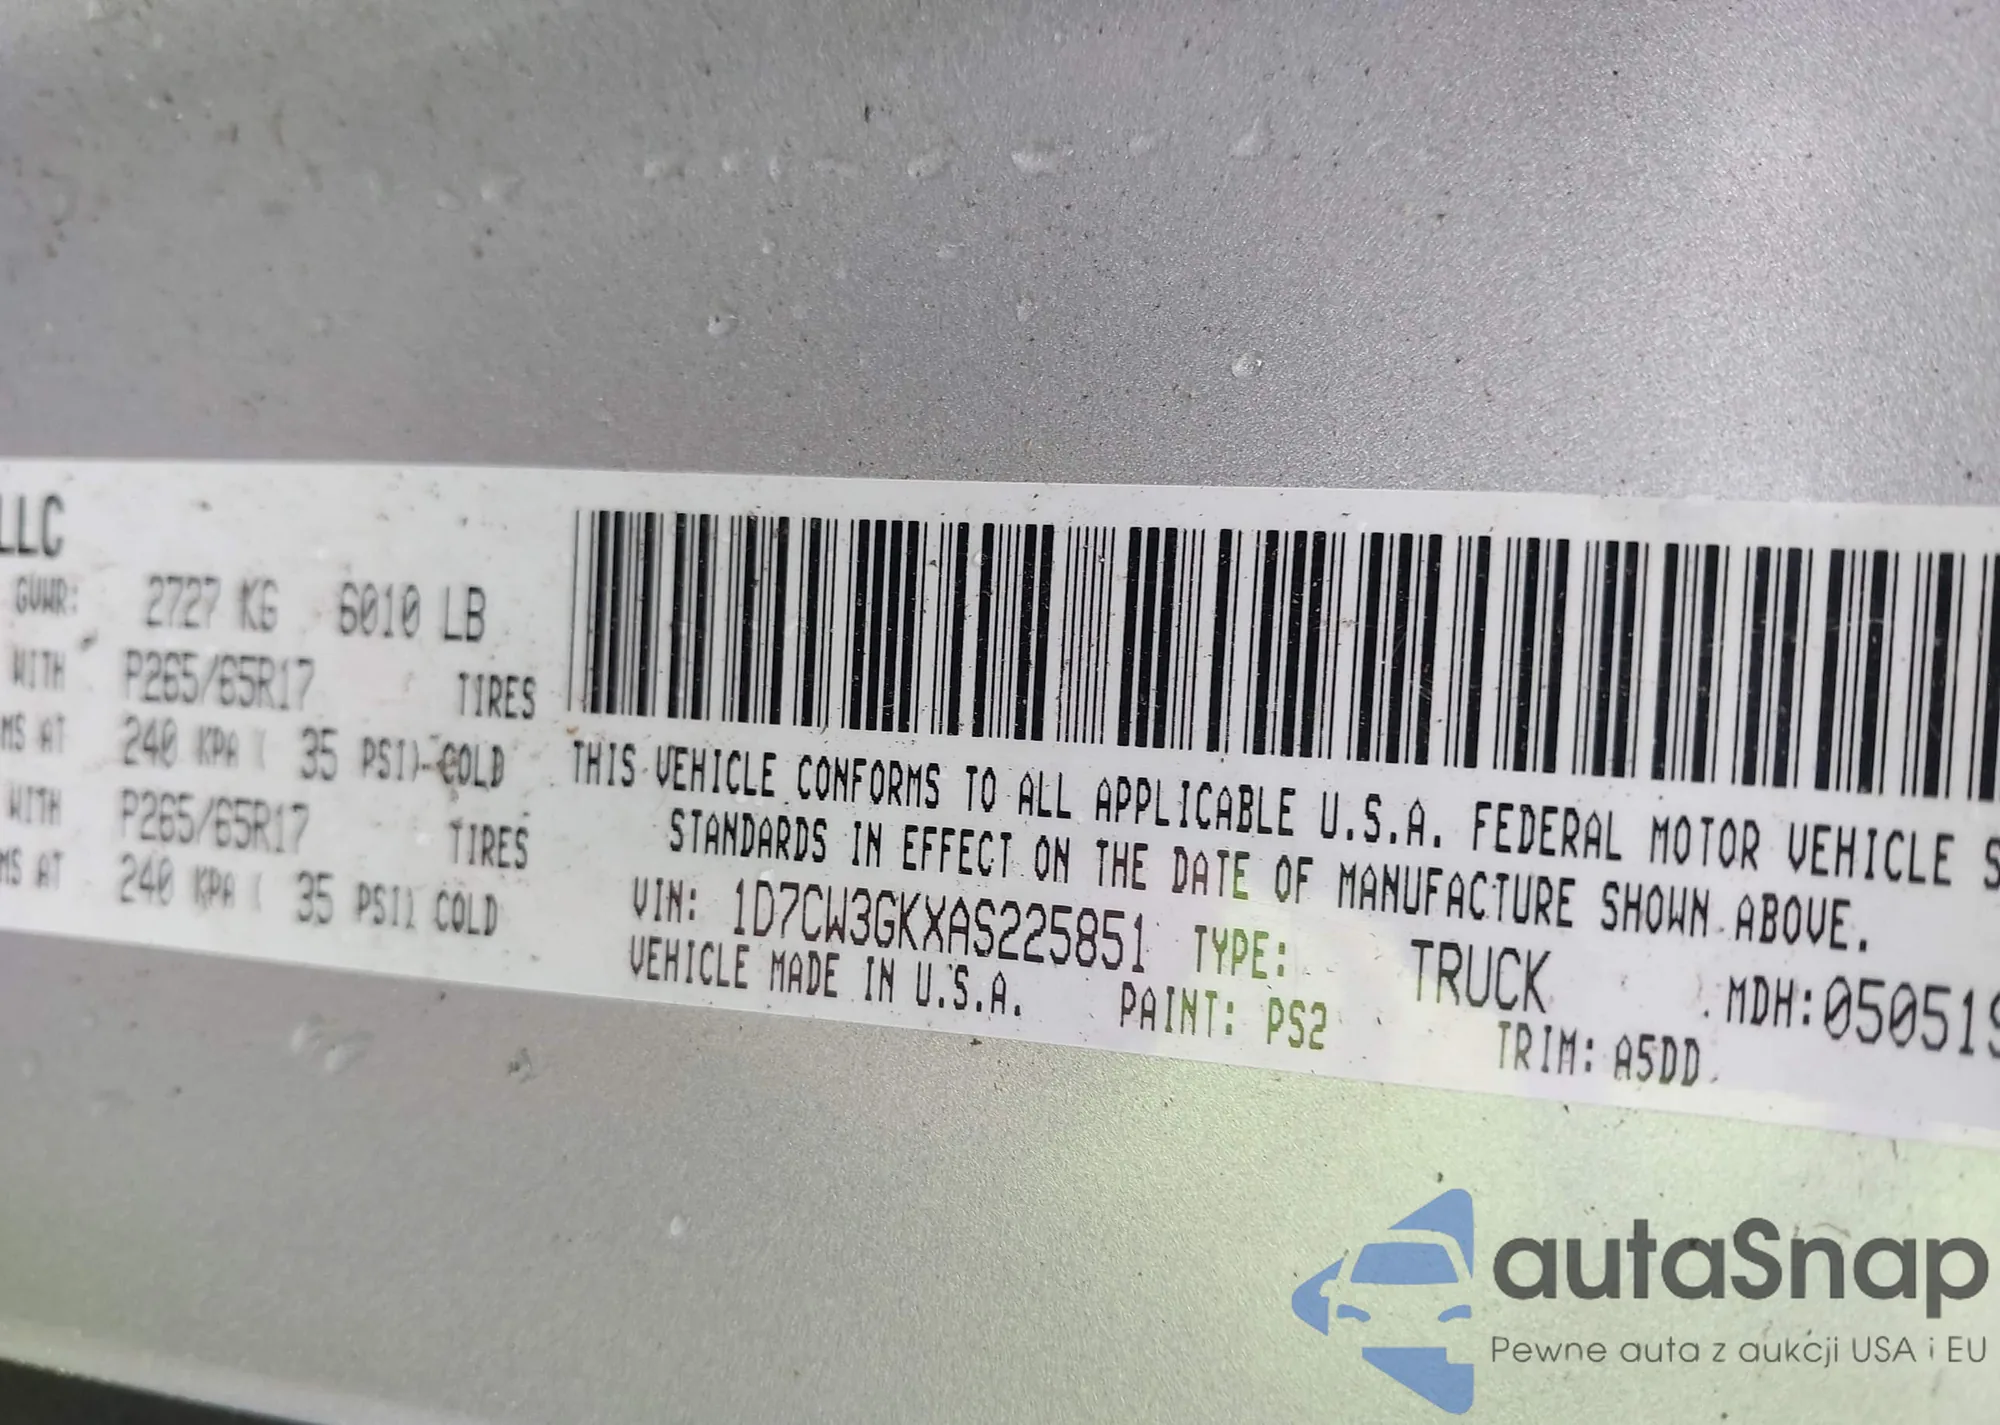 LLC
GVWR: 2727 KG 6010 LB
WITH P265/65R17 TIRES
MS AT 240 KPA ( 35 PSI) COLD
WITH P265/65R17 TIRES
MS AT 240 KPA ( 35 PSI) COLD
THIS VEHICLE CONFORMS TO ALL APPLICABLE U.S.A. FEDERAL MOTOR VEHICLE S
STANDARDS IN EFFECT ON THE DATE OF MANUFACTURE SHOWN ABOVE.
VIN: 1D7CW3GKXAS225851 TYPE: TRUCK MDH:050519
VEHICLE MADE IN U.S.A. PAINT: PS2 TRIM: A5DD
autaSnap
Pewne auta z aukcji USA i EU